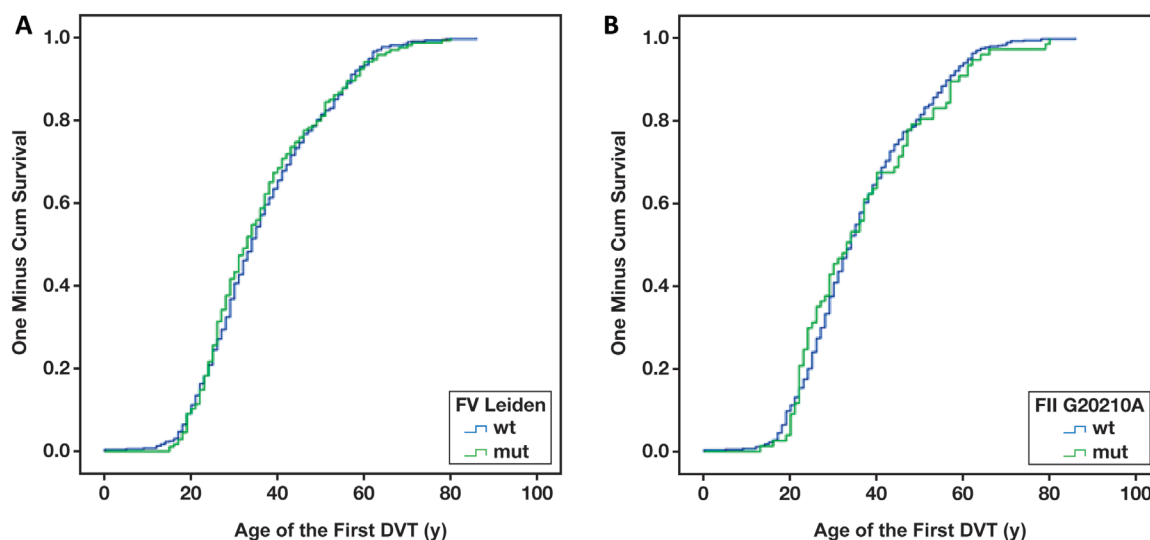 A
One Minus Cum Survival
1.0
0.8
0.6
0.4
0.2
0.0
FV Leiden
wt
mut
0 20 40 60 80 100
Age of the First DVT (y)
B
One Minus Cum Survival
1.0
0.8
0.6
0.4
0.2
0.0
FII G20210A
wt
mut
0 20 40 60 80 100
Age of the First DVT (y)